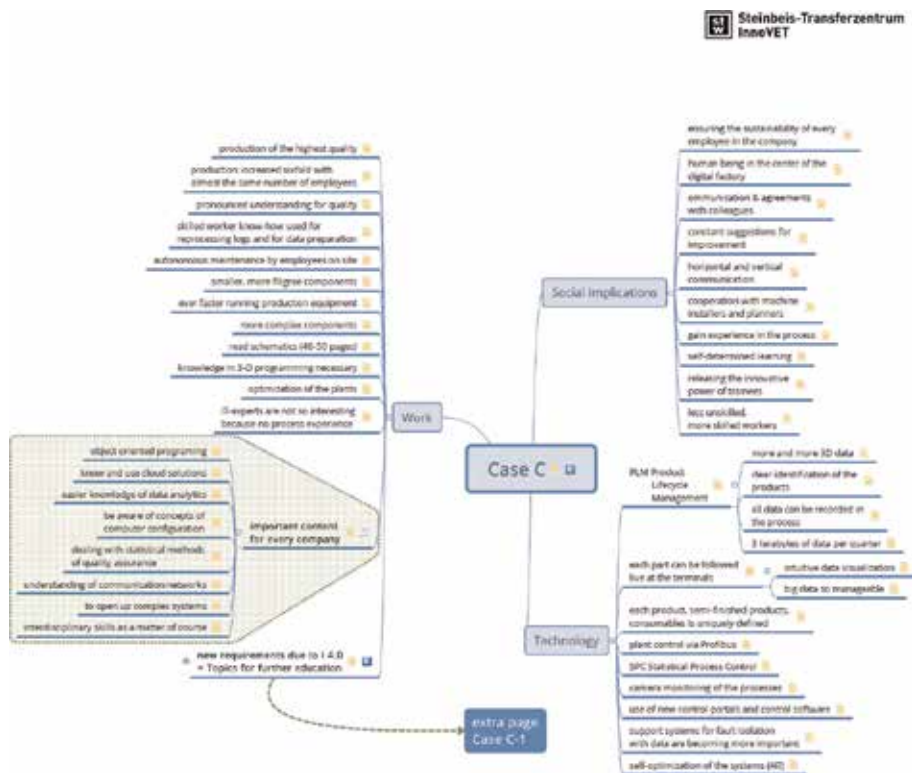 Steinbeis-Transferzentrum
InnoVET
production of the highest quality
production increased sixfold with
almost the same number of employees
pronounced understanding for quality
skilled worker know-how used for
reprocessing logs and for data preparation
autonomous maintenance by employees on site
smaller, more filigree components
ever faster running production equipment
more complex components
read schematics (40-50 pages)
knowledge in 3-D programming necessary
optimization of the plants
IT-experts are not so interesting
because no process experience
Work
object oriented programing
know and use cloud solutions
easier knowledge of data analytics
be aware of concepts of
computer configuration
dealing with statistical methods
of quality assurance
understanding of communication networks
to open up complex systems
interdisciplinary skills as a matter of course
important content
for every company
new requirements due to I 4.0
= Topics for further education
extra page
Case C-1
Case C
Social Implications
ensuring the sustainability of every
employee in the company
human being in the center of the
digital factory
ommunication & agreements
with colleagues
constant suggestions for
improvement
horizontal and vertical
communication
cooperation with machine
installers and planners
gain experience in the process
self-determined learning
releasing the innovative
power of trainees
less unskilled,
more skilled workers
Technology
PLM Product
Lifecycle
Management
more and more 3D data
clear identification of the
products
all data can be recorded in
the process
3 terabytes of data per quarter
each part can be followed
live at the terminals
intuitive data visualization
big data to manageable
each product, semi-finished products,
consumables is uniquely defined
plant control via Profibus
SPC Statistical Process Control
camera monitoring of the processes
use of new control portals and control software
support systems for fault isolation
with data are becoming more important
self-optimization of the systems (40)